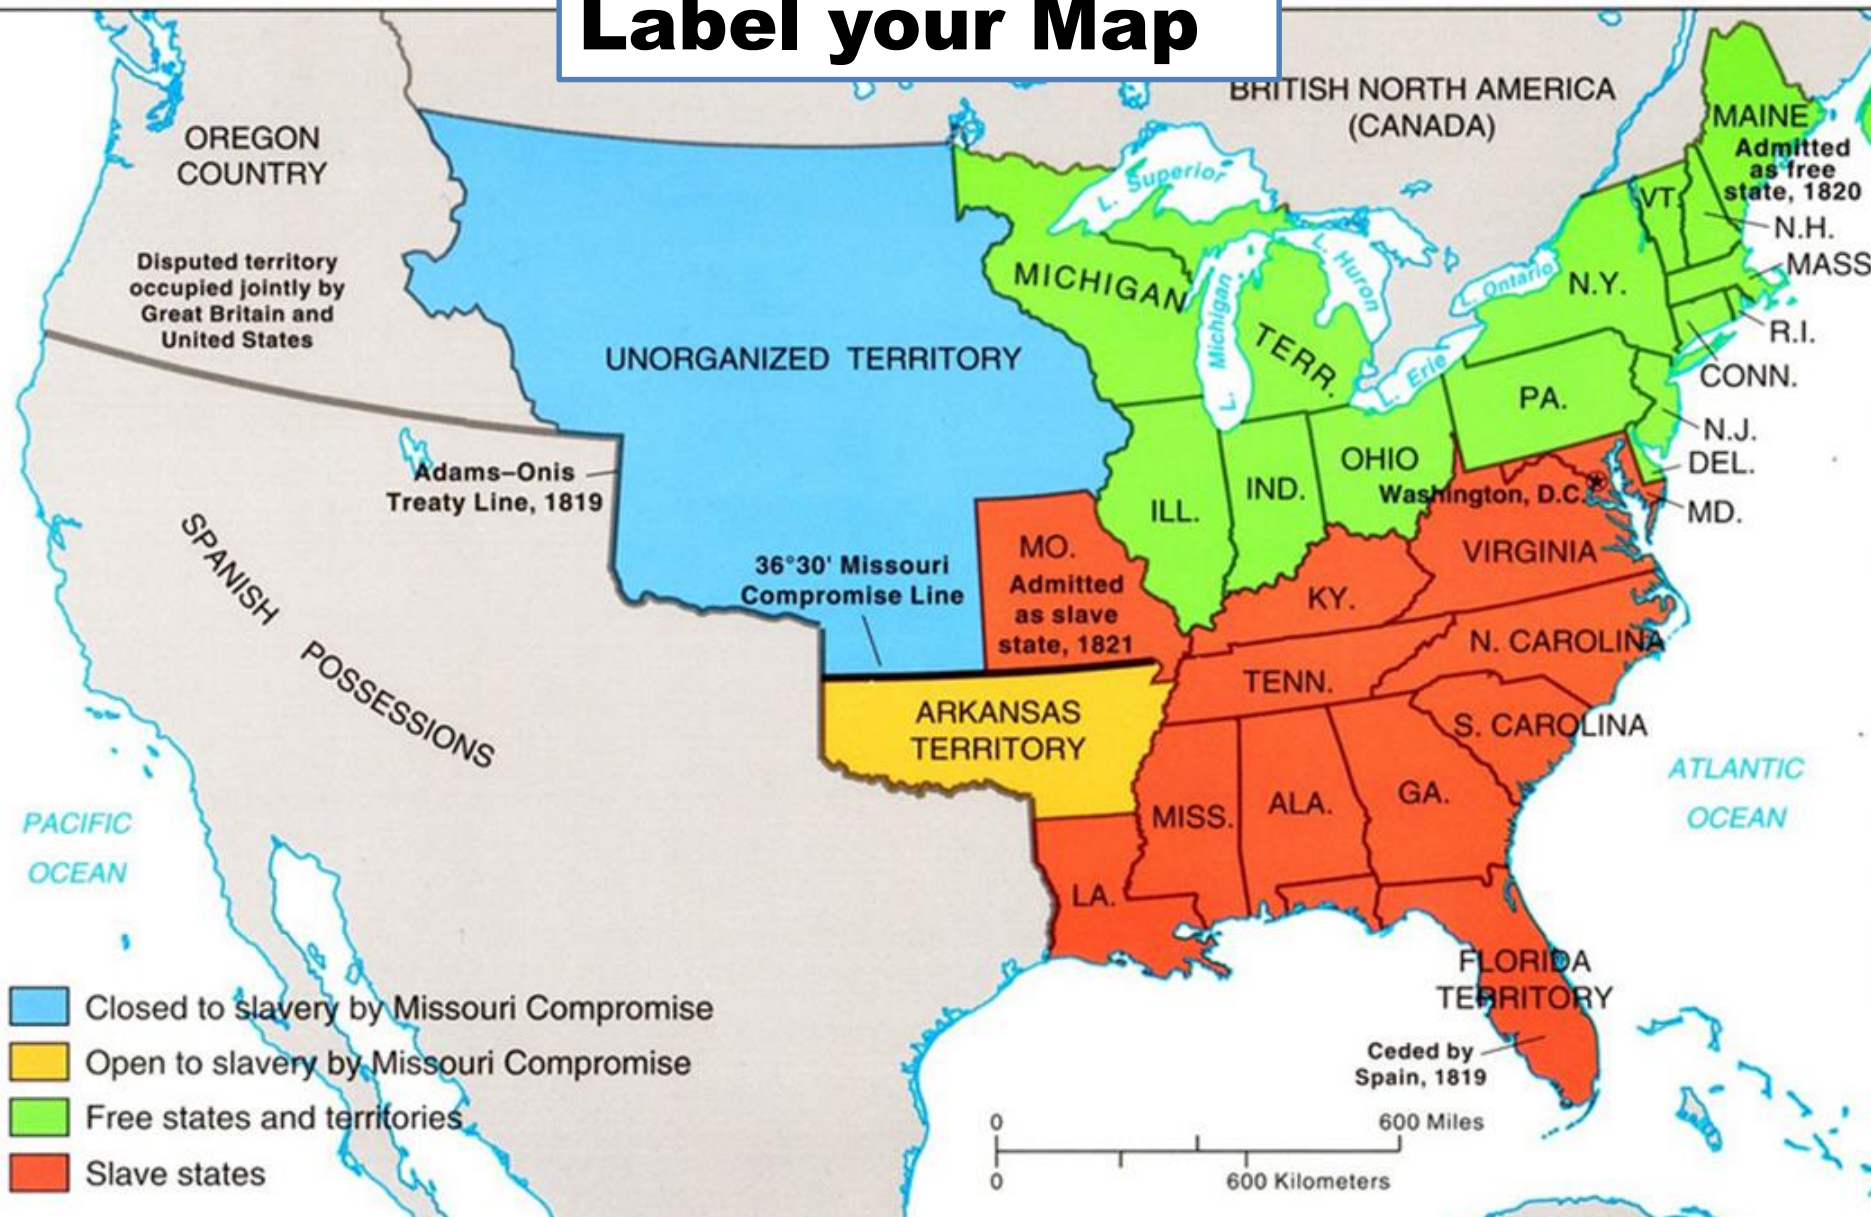 Label your Map
BRITISH NORTH AMERICA
(CANADA)
OREGON
COUNTRY
Disputed territory
occupied jointly by
Great Britain and
United States
UNORGANIZED TERRITORY
Adams–Onis
Treaty Line, 1819
SPANISH POSSESSIONS
36°30' Missouri
Compromise Line
MO.
Admitted
as slave
state, 1821
ARKANSAS
TERRITORY
L. Superior
MICHIGAN TERR.
L. Michigan
L. Huron
L. Ontario
L. Erie
MAINE
Admitted
as free
state, 1820
VT.
N.H.
MASS
N.Y.
R.I.
CONN.
PA.
N.J.
DEL.
MD.
OHIO
IND.
ILL.
Washington, D.C.
VIRGINIA
KY.
N. CAROLINA
TENN.
S. CAROLINA
MISS.
ALA.
GA.
LA.
FLORIDA
TERRITORY
Ceded by
Spain, 1819
ATLANTIC
OCEAN
PACIFIC
OCEAN
Closed to slavery by Missouri Compromise
Open to slavery by Missouri Compromise
Free states and territories
Slave states
0 600 Miles
0 600 Kilometers